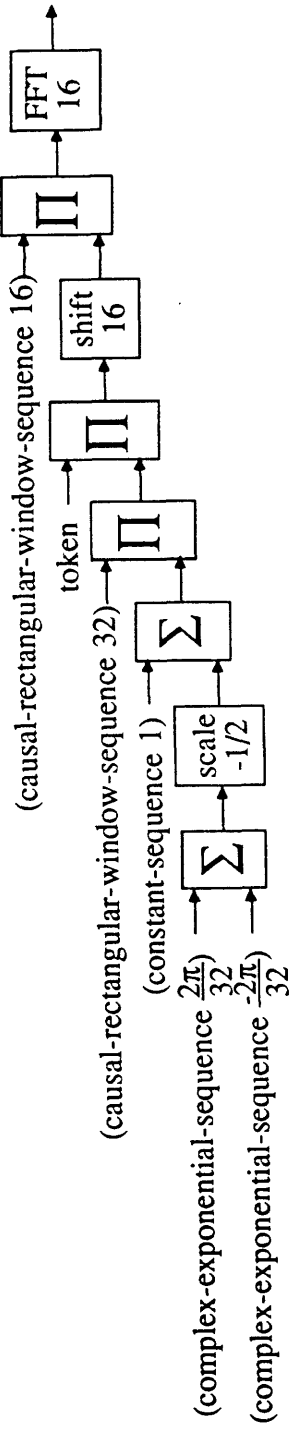 (complex-exponential-sequence 2π/32)
(complex-exponential-sequence -2π/32)
Σ
scale
-1/2
(constant-sequence 1)
Σ
(causal-rectangular-window-sequence 32)
Π
token
Π
shift
16
(causal-rectangular-window-sequence 16)
Π
FFT
16